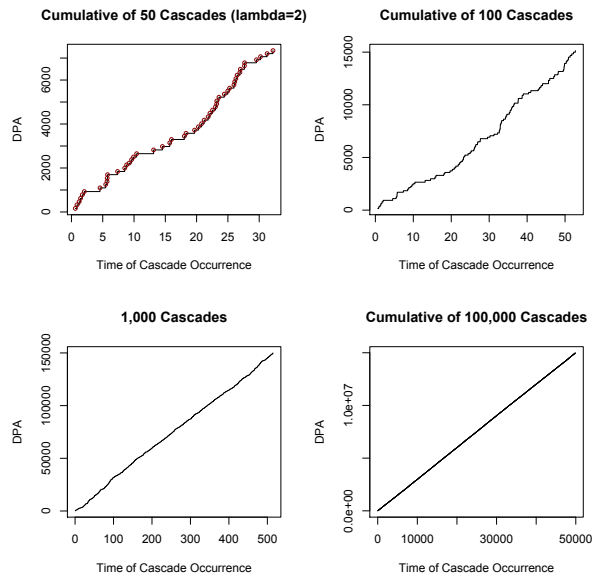 Cumulative of 50 Cascades (lambda=2)
DPA
0 2000 4000 6000
0 5 10 15 20 25 30
Time of Cascade Occurrence
Cumulative of 100 Cascades
DPA
0 5000 10000 15000
0 10 20 30 40 50
Time of Cascade Occurrence
1,000 Cascades
DPA
0 50000 100000 150000
0 100 200 300 400 500
Time of Cascade Occurrence
Cumulative of 100,000 Cascades
DPA
0.0e+00 1.0e+07
0 10000 30000 50000
Time of Cascade Occurrence